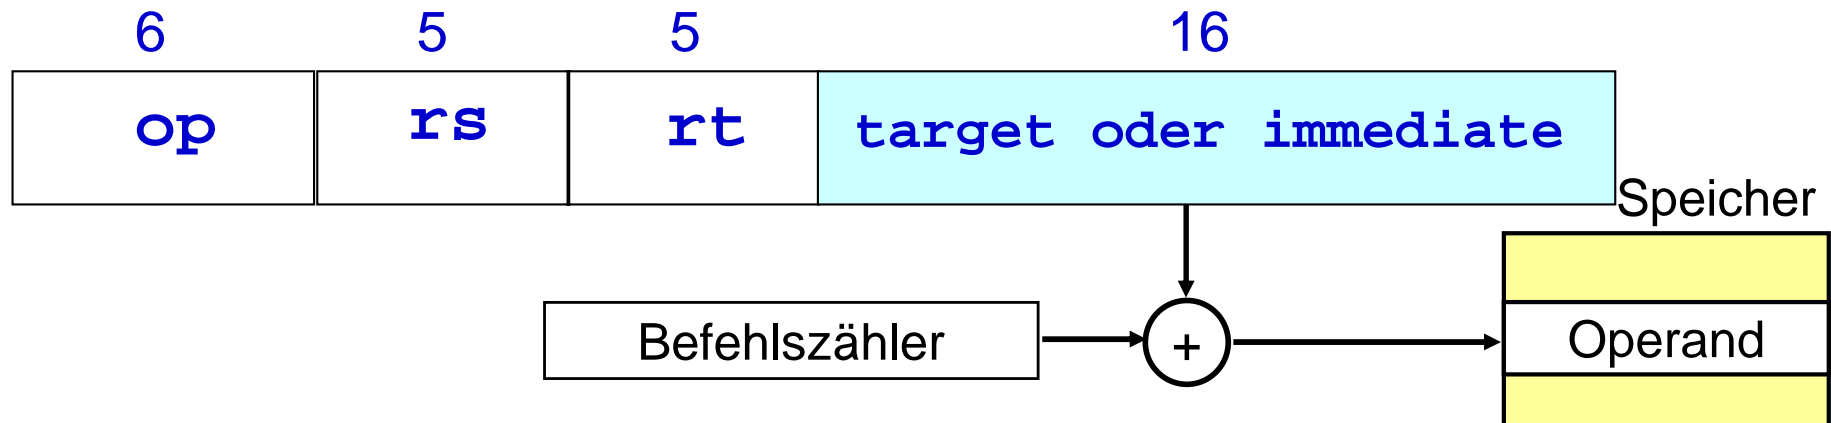 6 5 5 16
op rs rt target oder immediate
Speicher
Befehlszähler + Operand